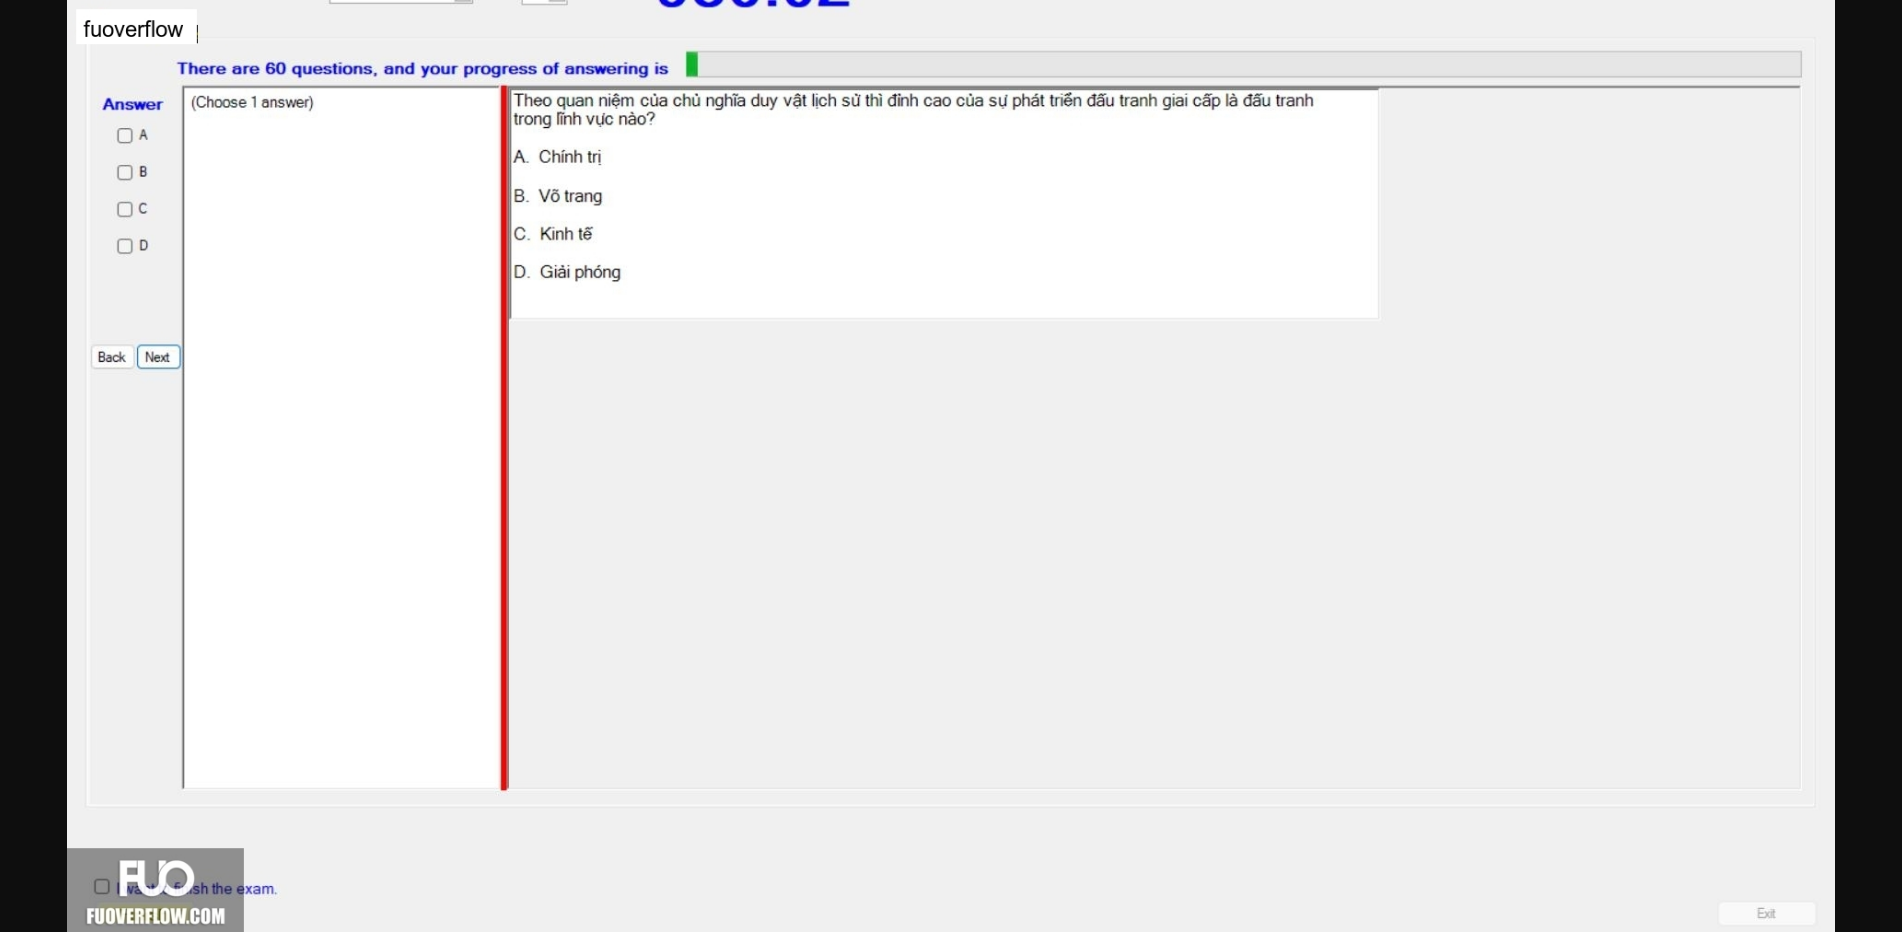 fuoverflow
There are 60 questions, and your progress of answering is
Answer
(Choose 1 answer)
A
B
C
D
Back
Next
Theo quan niệm của chủ nghĩa duy vật lịch sử thì đỉnh cao của sự phát triển đấu tranh giai cấp là đấu tranh
trong lĩnh vực nào?
A. Chính trị
B. Võ trang
C. Kinh tế
D. Giải phóng
FUO
I want finish the exam.
FUOVERFLOW.COM
Exit